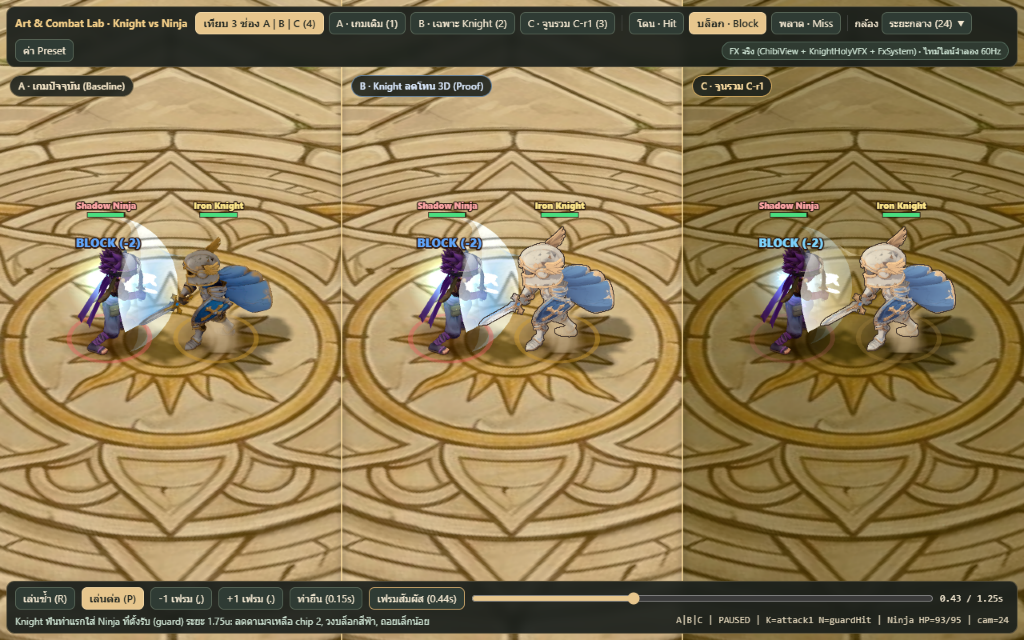 Art & Combat Lab · Knight vs Ninja
เทียบ 3 ช่อง A | B | C (4)
A · เกมเดิม (1)
B · เฉพาะ Knight (2)
C · จูนรวม C-r1 (3)
โดน · Hit
บล็อก · Block
พลาด · Miss
กล้อง
ระยะกลาง (24) ▼
ค่า Preset
FX จริง (ChibiView + KnightHolyVFX + FxSystem) · ไทม์ไลน์จำลอง 60Hz
A · เกมปัจจุบัน (Baseline)
B · Knight ลดโทน 3D (Proof)
C · จูนรวม C-r1
Shadow Ninja
Iron Knight
Shadow Ninja
Iron Knight
Shadow Ninja
Iron Knight
BLOCK (-2)
BLOCK (-2)
BLOCK (-2)
เล่นซ้ำ (R)
เล่นต่อ (P)
-1 เฟรม (,)
+1 เฟรม (.)
ท่ายืน (0.15s)
เฟรมสัมผัส (0.44s)
0.43 / 1.25s
Knight ฟันท่าแรกใส่ Ninja ที่ตั้งรับ (guard) ระยะ 1.75u: ลดดาเมจเหลือ chip 2, วงบล็อกสีฟ้า, ถอยเล็กน้อย
A|B|C | PAUSED | K=attack1 N=guardHit | Ninja HP=93/95 | cam=24